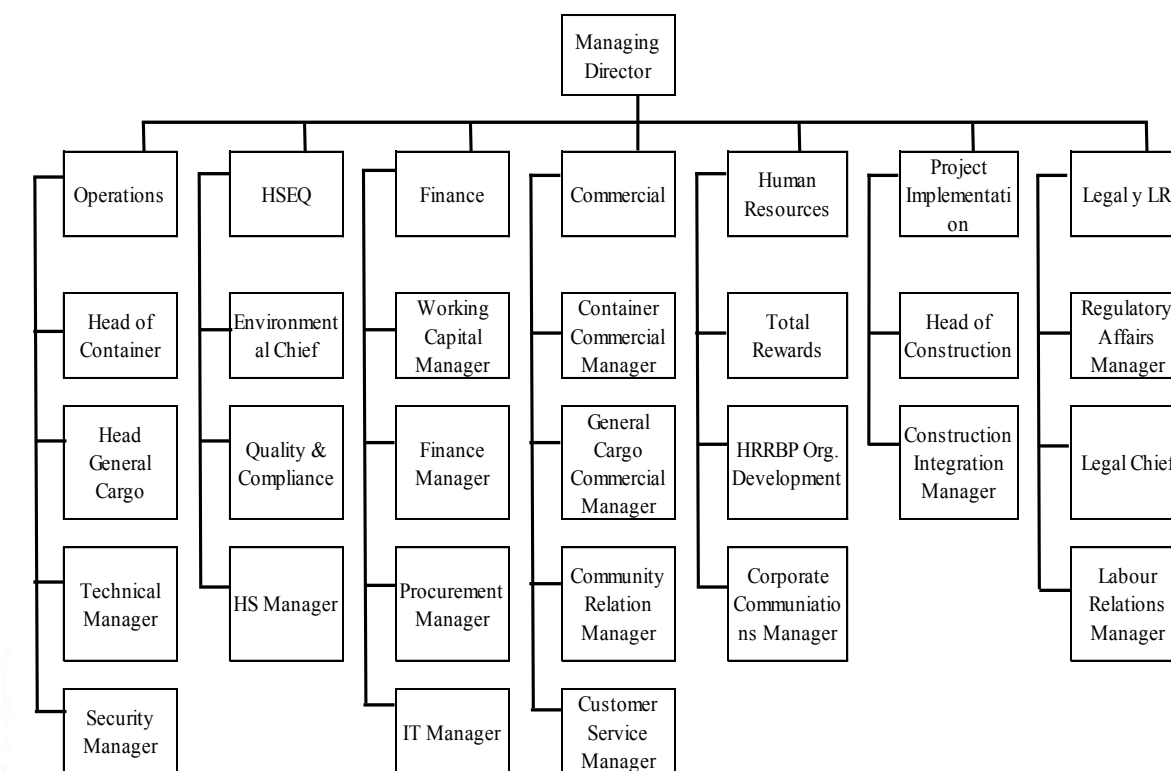 Managing
Director
Operations
HSEQ
Finance
Commercial
Human
Resources
Project
Implementati
on
Legal y LR
Head of
Container
Environment
al Chief
Working
Capital
Manager
Container
Commercial
Manager
Total
Rewards
Head of
Construction
Regulatory
Affairs
Manager
Head
General
Cargo
Quality &
Compliance
Finance
Manager
General
Cargo
Commercial
Manager
HRRBP Org.
Development
Construction
Integration
Manager
Legal Chief
Technical
Manager
HS Manager
Procurement
Manager
Community
Relation
Manager
Corporate
Communiatio
ns Manager
Labour
Relations
Manager
Security
Manager
IT Manager
Customer
Service
Manager